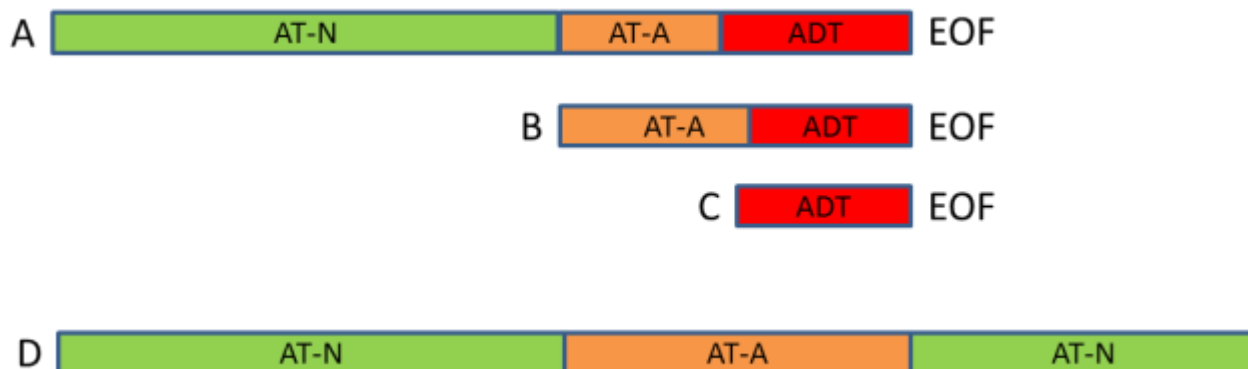 A AT-N AT-A ADT EOF
B AT-A ADT EOF
C ADT EOF
D AT-N AT-A AT-N